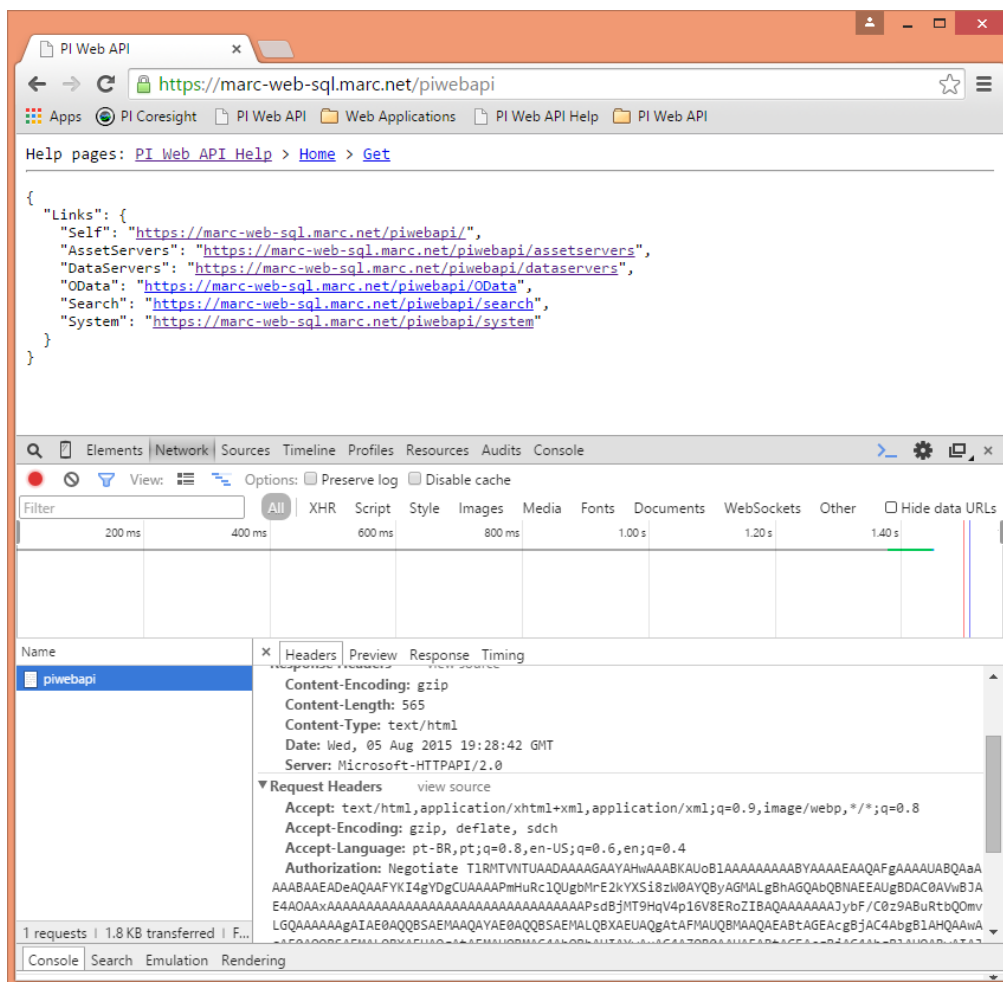 PI Web API
https://marc-web-sql.marc.net/piwebapi
Apps PI Coresight PI Web API Web Applications PI Web API Help PI Web API
Help pages: PI Web API Help > Home > Get
{
"Links": {
"Self": "https://marc-web-sql.marc.net/piwebapi/",
"AssetServers": "https://marc-web-sql.marc.net/piwebapi/assetservers",
"DataServers": "https://marc-web-sql.marc.net/piwebapi/dataservers",
"OData": "https://marc-web-sql.marc.net/piwebapi/OData",
"Search": "https://marc-web-sql.marc.net/piwebapi/search",
"System": "https://marc-web-sql.marc.net/piwebapi/system"
}
}
Elements Network Sources Timeline Profiles Resources Audits Console
View: Options: Preserve log Disable cache
Filter All XHR Script Style Images Media Fonts Documents WebSockets Other Hide data URLs
200 ms 400 ms 600 ms 800 ms 1.00 s 1.20 s 1.40 s
Name
× Headers Preview Response Timing
piwebapi
Response Headers view source
Content-Encoding: gzip
Content-Length: 565
Content-Type: text/html
Date: Wed, 05 Aug 2015 19:28:42 GMT
Server: Microsoft-HTTPAPI/2.0
Request Headers view source
Accept: text/html,application/xhtml+xml,application/xml;q=0.9,image/webp,*/*;q=0.8
Accept-Encoding: gzip, deflate, sdch
Accept-Language: pt-BR,pt;q=0.8,en-US;q=0.6,en;q=0.4
Authorization: Negotiate
1 requests | 1.8 KB transferred | F...
Console Search Emulation Rendering